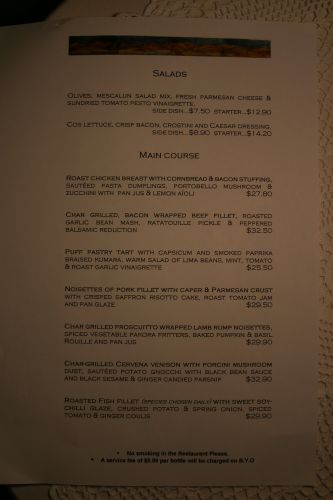 SALADS
OLIVES, MESCALUN SALAD MIX, FRESH PARMESAN CHEESE &
SUNDRIED TOMATO PESTO VINAIGRETTE.
SIDE DISH...$7.50 STARTER...$12.90
COS LETTUCE, CRISP BACON, CROSTINI AND CAESAR DRESSING.
SIDE DISH...$8.90 STARTER...$14.20
MAIN COURSE
ROAST CHICKEN BREAST WITH CORNBREAD & BACON STUFFING,
SAUTÉED PASTA DUMPLINGS, PORTOBELLO MUSHROOM &
ZUCCHINI WITH PAN JUS & LEMON AÏOLI $27.80
CHAR GRILLED, BACON WRAPPED BEEF FILLET, ROASTED
GARLIC BEAN MASH, RATATOUILLE PICKLE & PEPPERED
BALSAMIC REDUCTION $32.50
PUFF PASTRY TART WITH CAPSICUM AND SMOKED PAPRIKA
BRAISED KUMARA, WARM SALAD OF LIMA BEANS, MINT, TOMATO
& ROAST GARLIC VINAIGRETTE $25.50
NOISETTES OF PORK FILLET WITH CAPER & PARMESAN CRUST
WITH CRISPED SAFFRON RISOTTO CAKE, ROAST TOMATO JAM
AND PAN GLAZE $29.50
CHAR GRILLED PROSCUITTO WRAPPED LAMB RUMP NOISETTES,
SPICED VEGETABLE PAKORA FRITTERS, BAKED PUMPKIN & BASIL
ROUILLE AND PAN JUS $29.90
CHAR-GRILLED CERVENA VENISON WITH PORCINI MUSHROOM
DUST, SAUTÉED POTATO GNOCCHI WITH BLACK BEAN SAUCE
AND BLACK SESAME & GINGER CANDIED PARSNIP $32.90
ROASTED FISH FILLET (SPECIES CHOSEN DAILY) WITH SWEET SOY-
CHILLI GLAZE, CRUSHED POTATO & SPRING ONION, SPICED
TOMATO & GINGER COULIS $29.90
• No smoking in the Restaurant Please.
• A service fee of $5.00 per bottle will be charged on B.Y.O